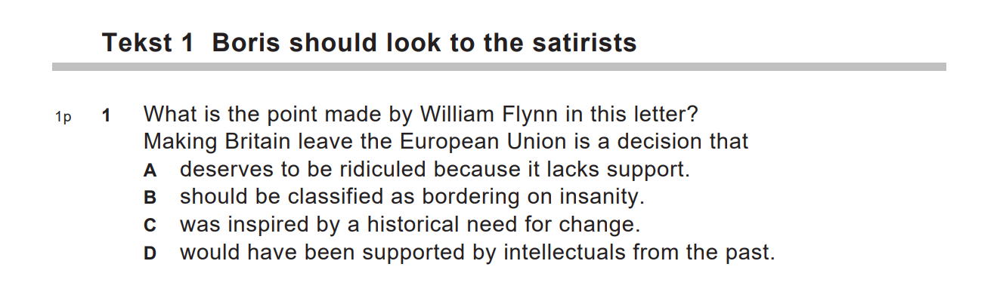 Tekst 1 Boris should look to the satirists
1p 1 What is the point made by William Flynn in this letter?
Making Britain leave the European Union is a decision that
A deserves to be ridiculed because it lacks support.
B should be classified as bordering on insanity.
C was inspired by a historical need for change.
D would have been supported by intellectuals from the past.